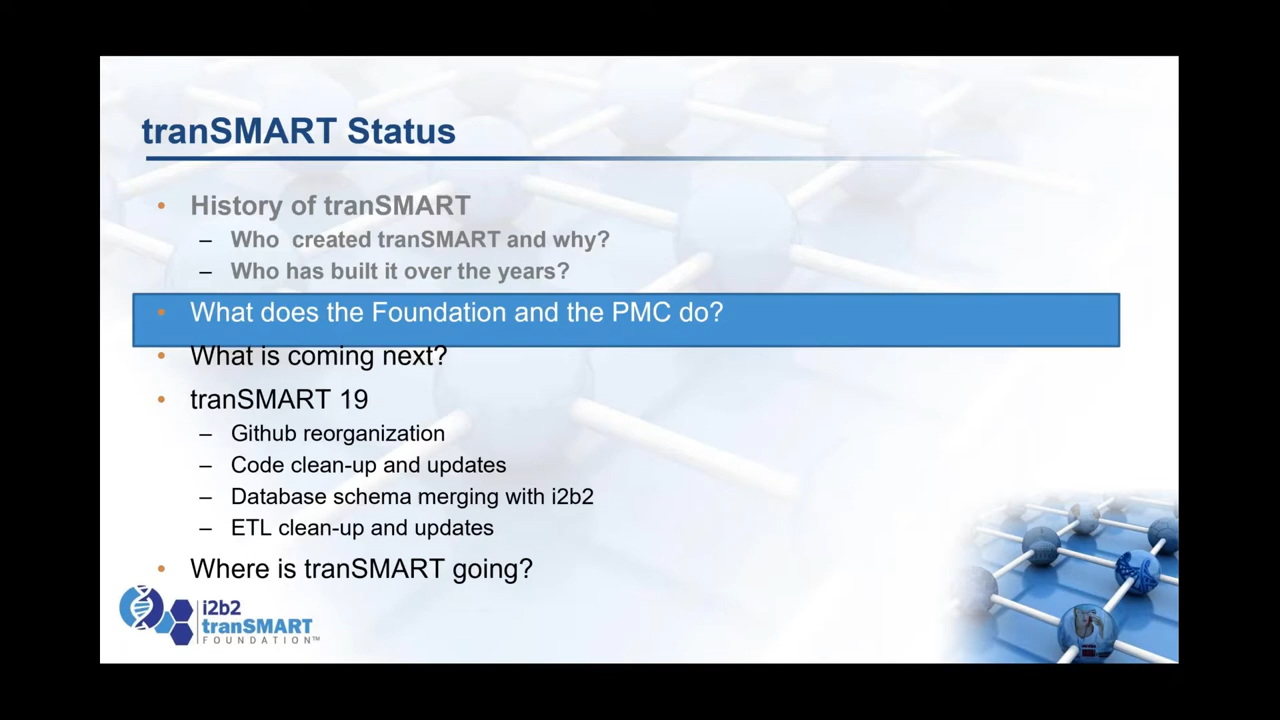 tranSMART Status
• History of tranSMART
– Who created tranSMART and why?
– Who has built it over the years?
• What does the Foundation and the PMC do?
• What is coming next?
• tranSMART 19
– Github reorganization
– Code clean-up and updates
– Database schema merging with i2b2
– ETL clean-up and updates
• Where is tranSMART going?
i2b2
tranSMART
FOUNDATION™